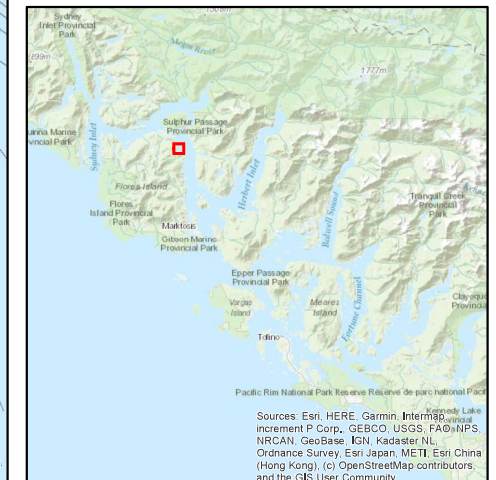 Sydney
Inlet Provincial
Park
Megin River
1777m
Sulphur Passage
Provincial Park
Sydney Inlet
Herbert Inlet
Flores Island
Flores
Island Provincial
Park
Marktosis
Gibson Marine
Provincial Park
Bedwell Sound
Tranquil Creek
Provincial
Park
Epper Passage
Provincial Park
Vargas
Island
Meares
Island
Fortune Channel
Tofino
Pacific Rim National Park Reserve Réserve de parc national Pacif
Kennedy Lake
Provincial
Sources: Esri, HERE, Garmin, Intermap,
increment P Corp., GEBCO, USGS, FAO, NPS,
NRCAN, GeoBase, IGN, Kadaster NL,
Ordnance Survey, Esri Japan, METI, Esri China
(Hong Kong), (c) OpenStreetMap contributors,
and the GIS User Community